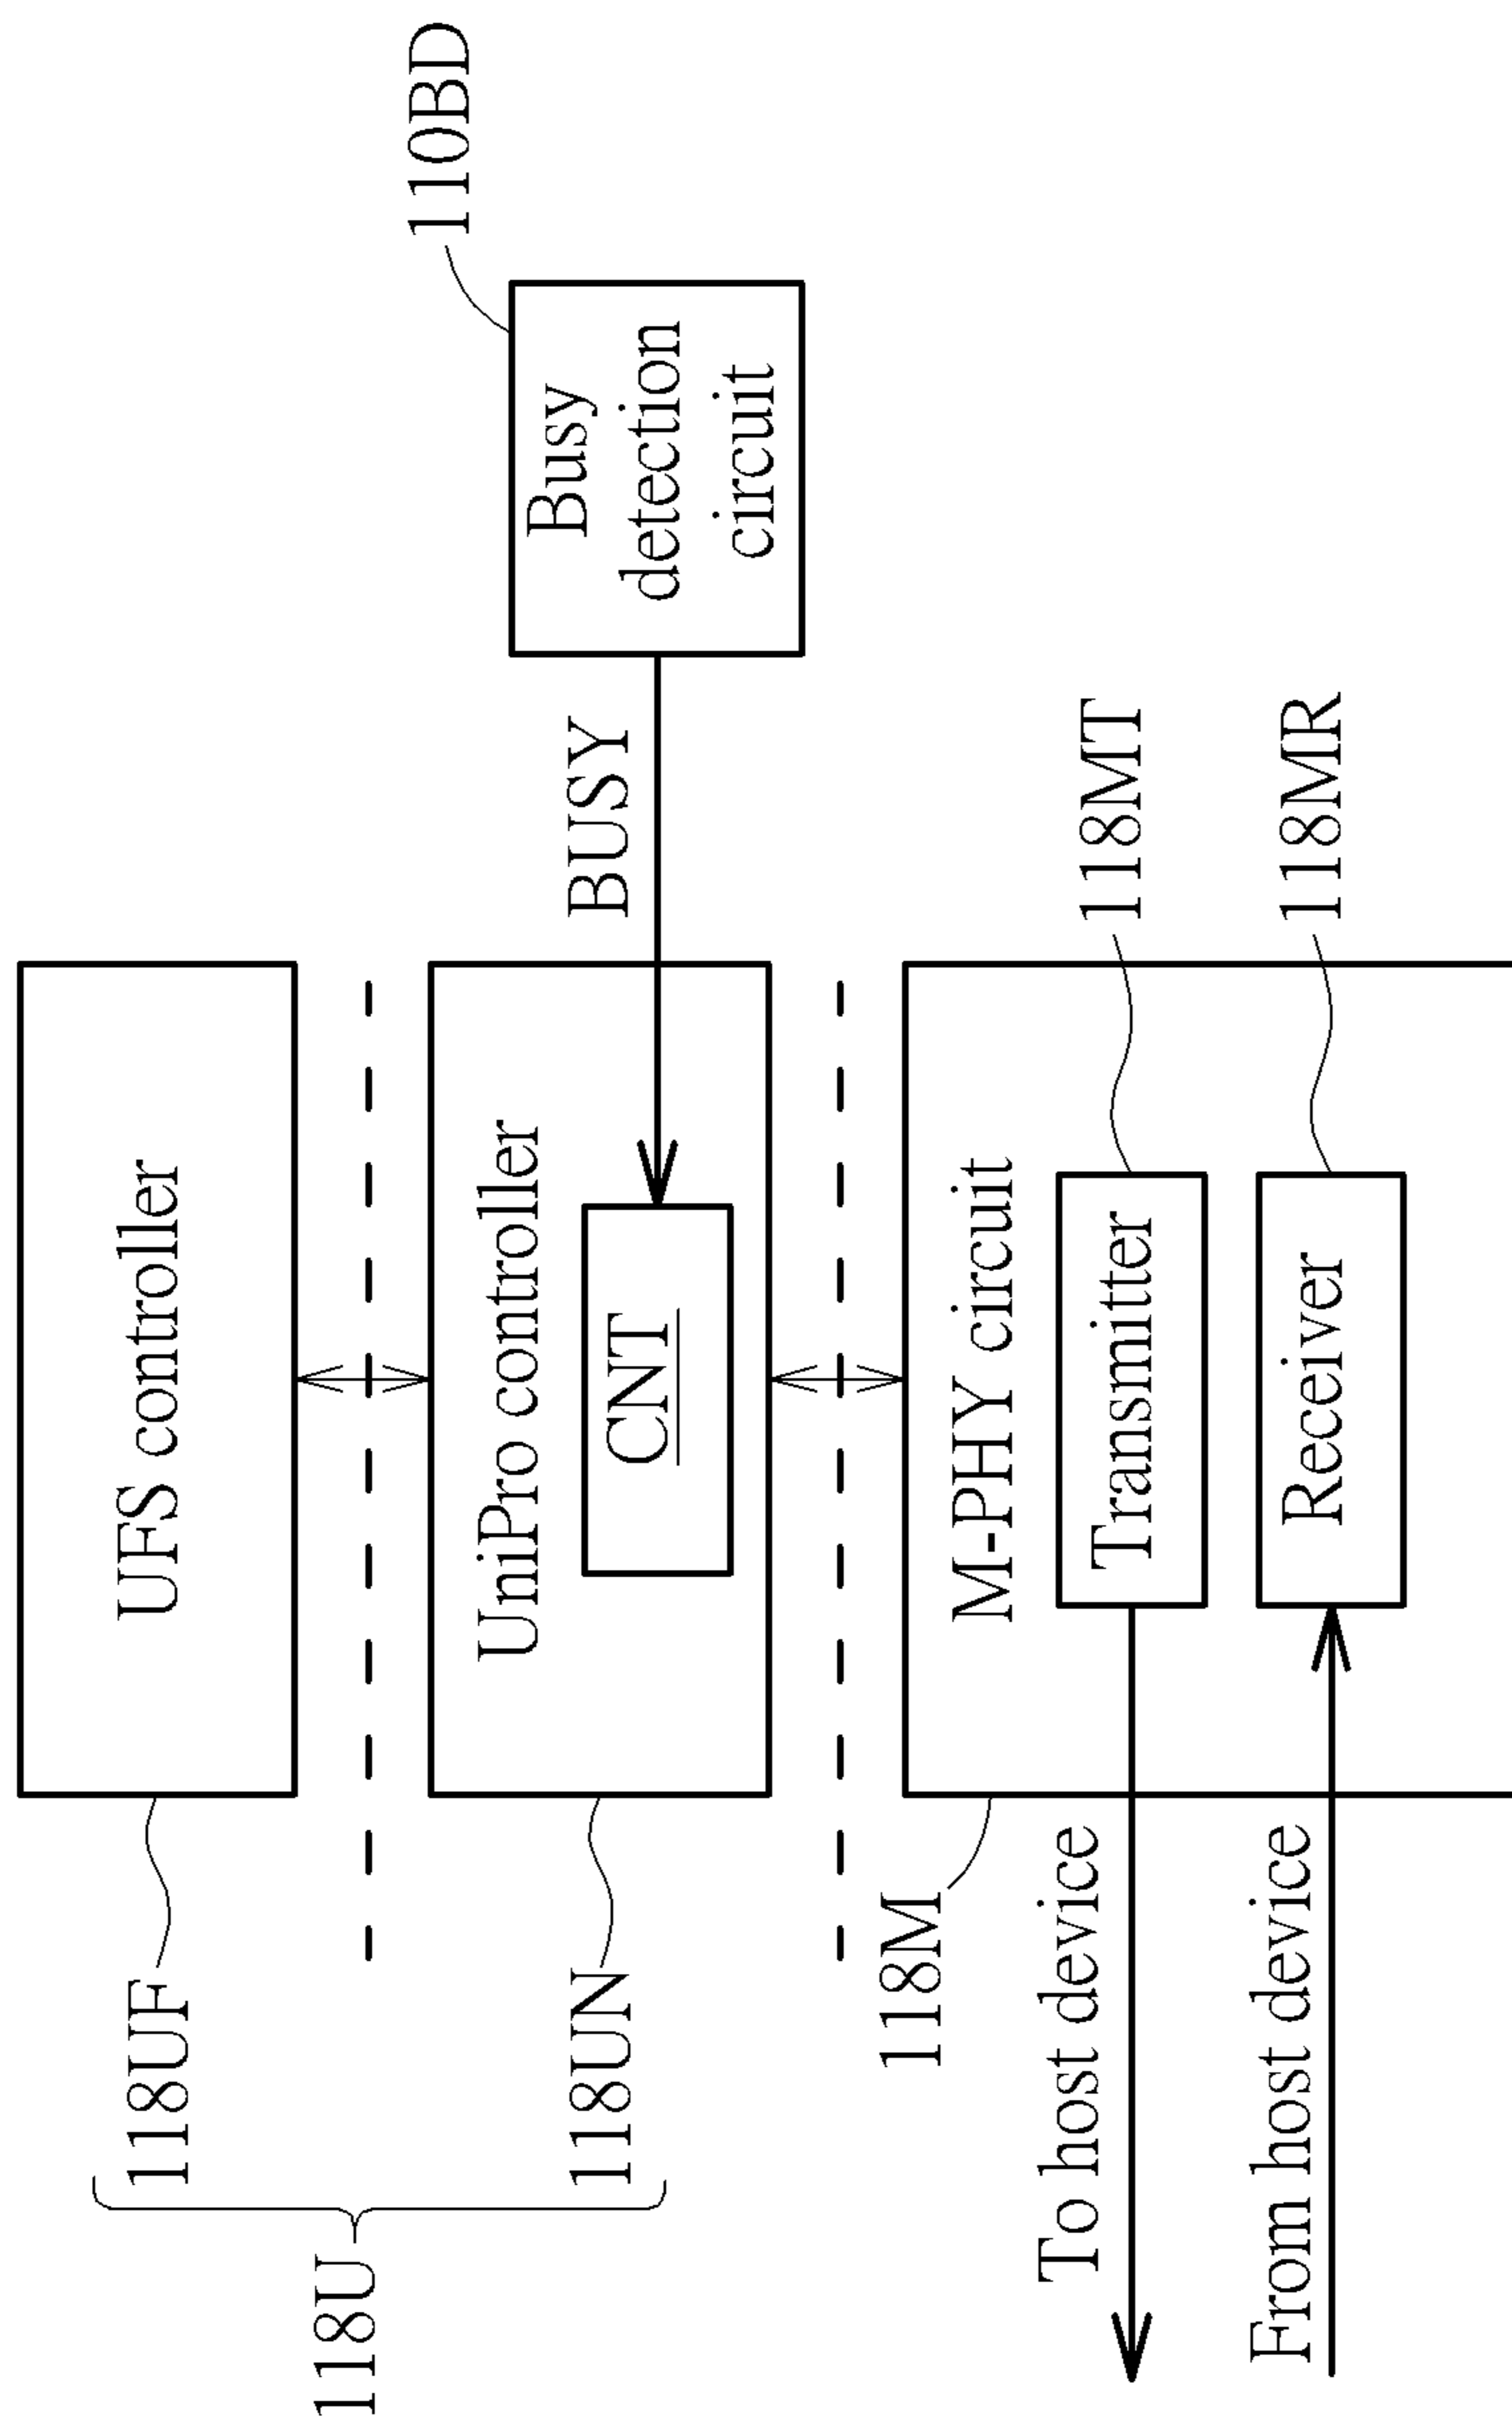 118U
118UF
UFS controller
118UN
UniPro controller
CNT
BUSY
Busy
detection
circuit
110BD
118M
M-PHY circuit
To host device
Transmitter
118MT
From host device
Receiver
118MR